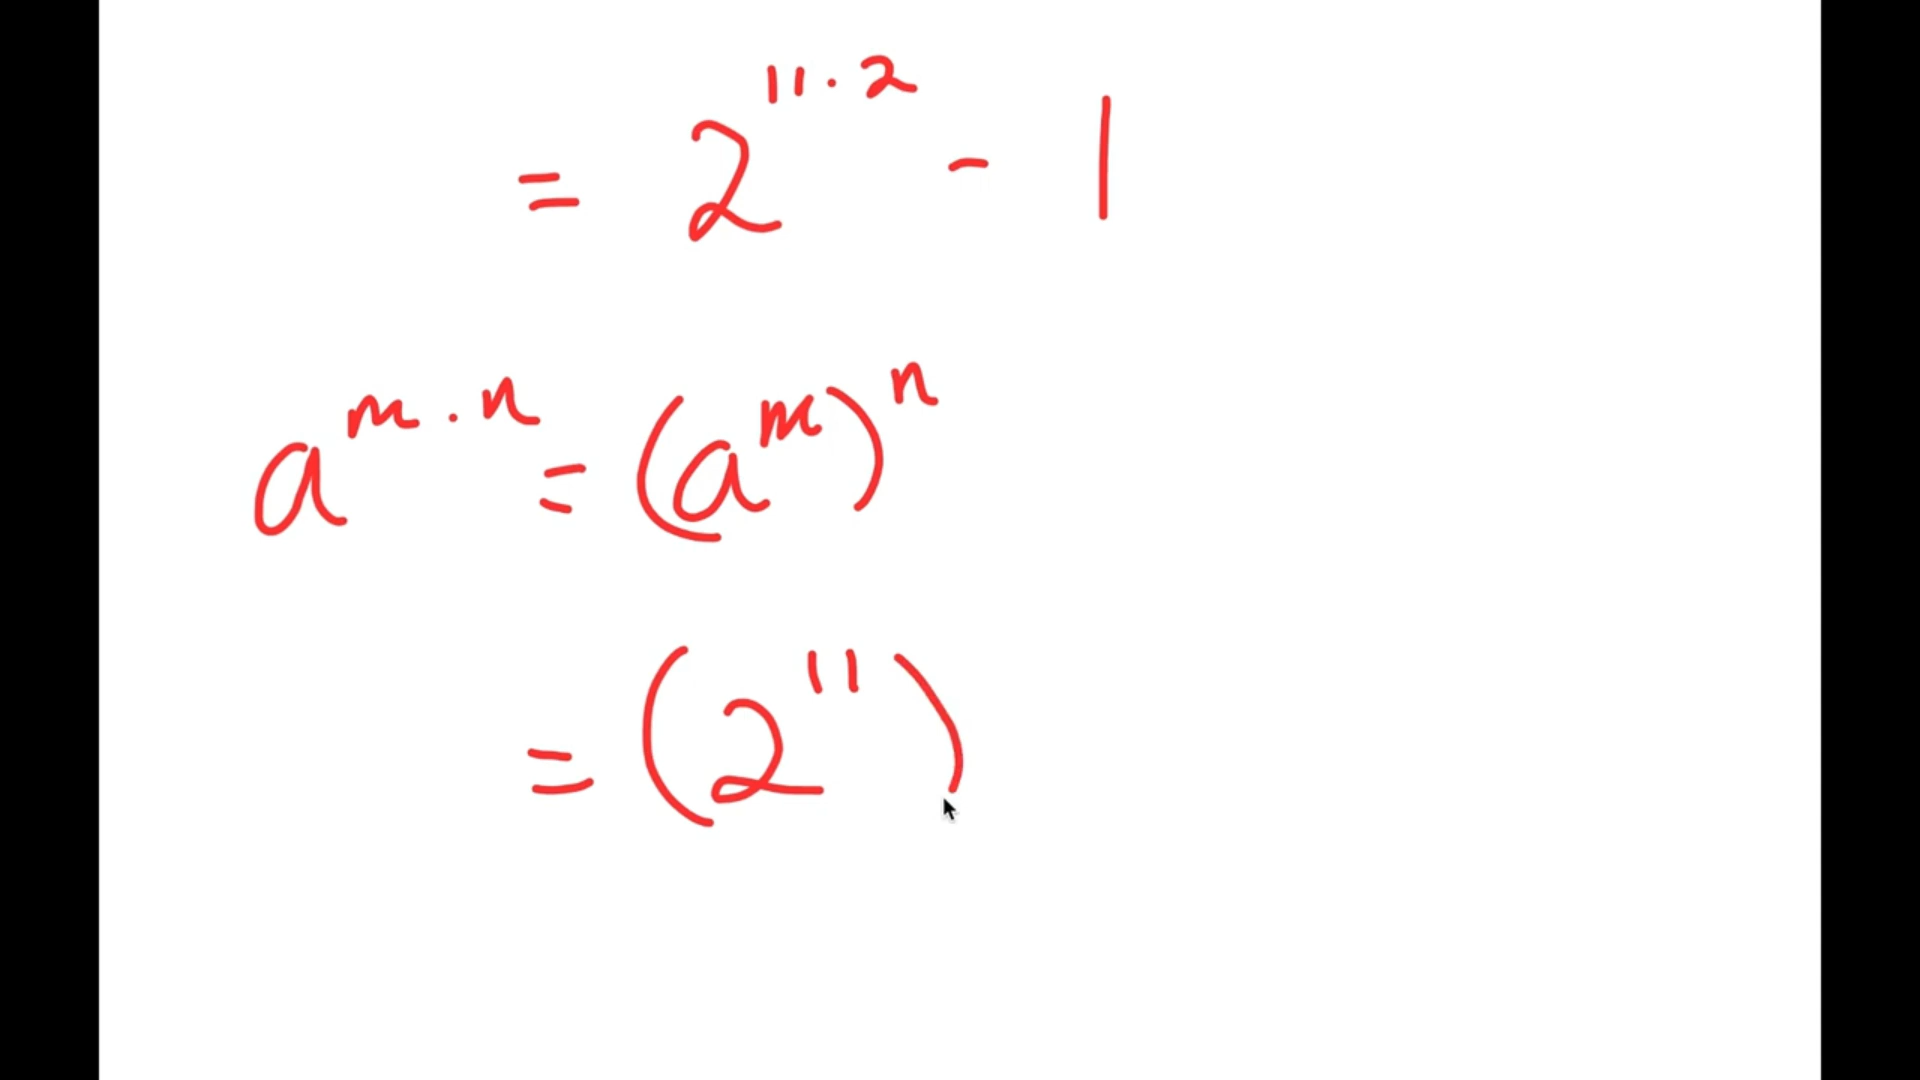 = 2^{11·2} - 1
a^{m·n} = (a^m)^n
= (2^{11})